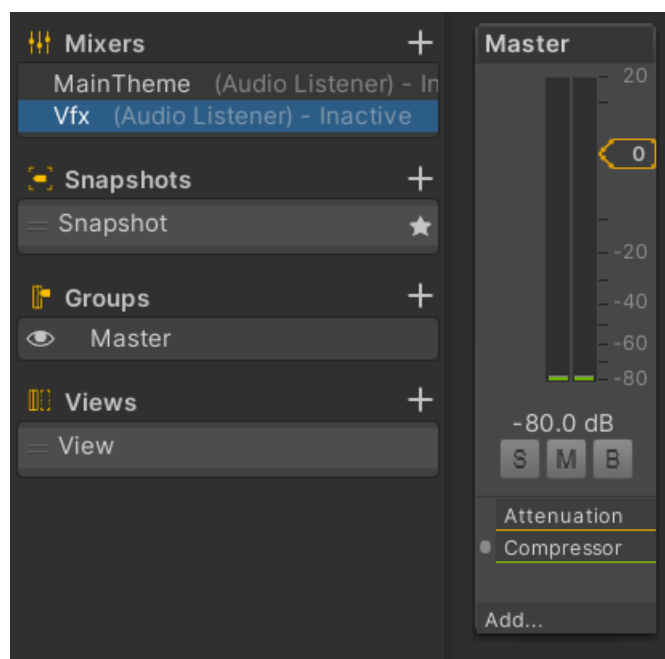 Mixers
MainTheme (Audio Listener) - In
Vfx (Audio Listener) - Inactive
Snapshots
Snapshot
Groups
Master
Views
View
Master
20
0
-20
-40
-60
-80
-80.0 dB
S M B
Attenuation
Compressor
Add...